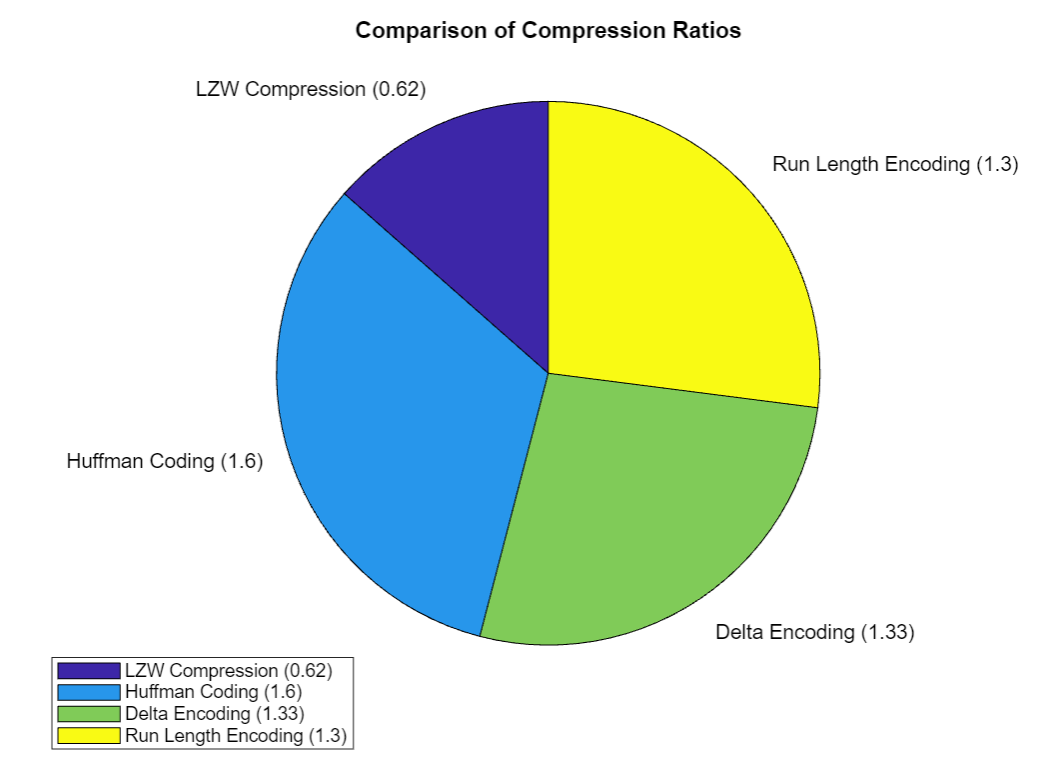 Comparison of Compression Ratios
LZW Compression (0.62)
Run Length Encoding (1.3)
Huffman Coding (1.6)
Delta Encoding (1.33)
LZW Compression (0.62)
Huffman Coding (1.6)
Delta Encoding (1.33)
Run Length Encoding (1.3)